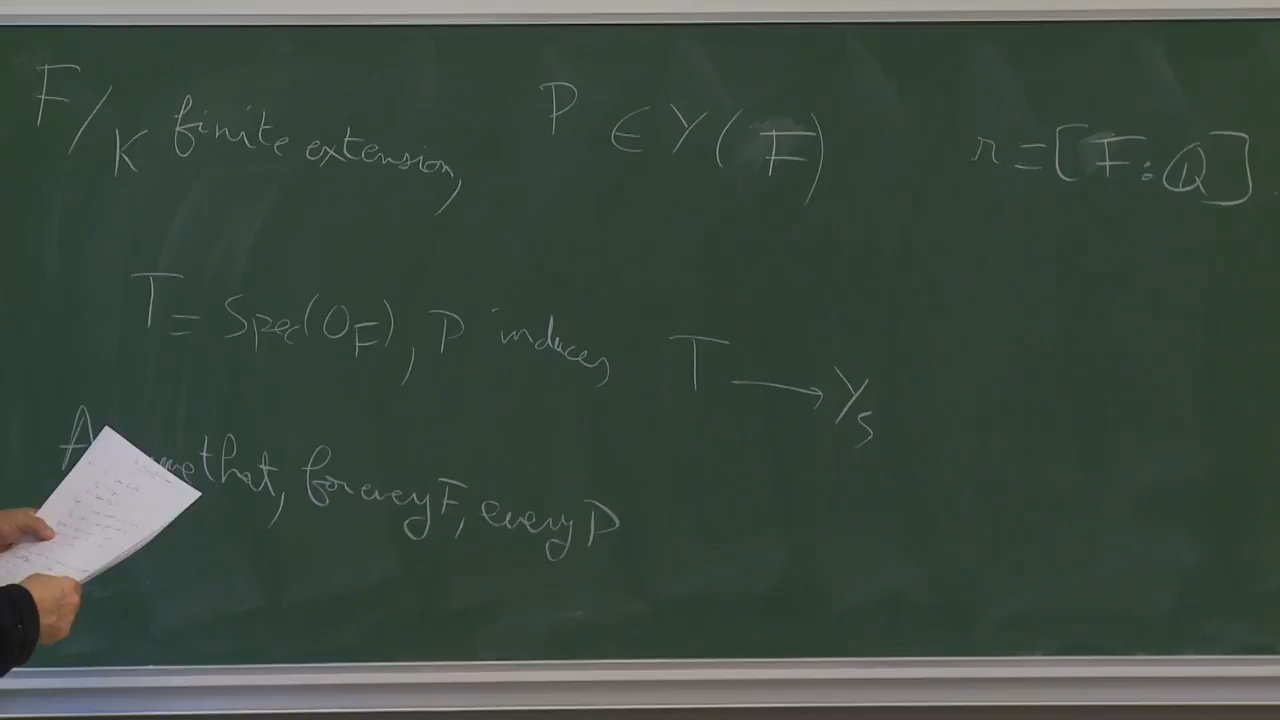 F/K finite extension, P ∈ Y(F) r = [F:Q]
T = Spec(O_F), P induces T ⟶ Y_S
that, for every F, every P